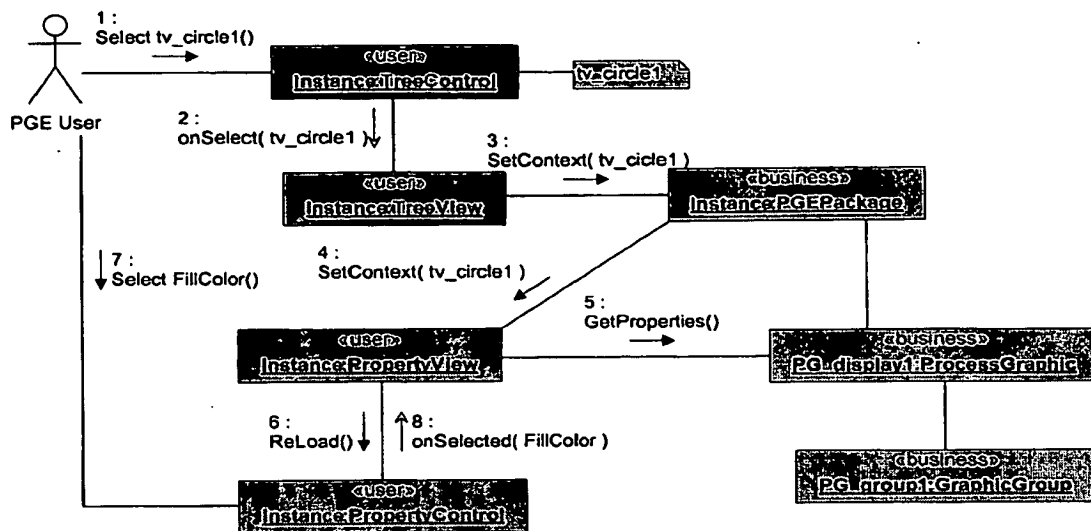 1 :
Select tv_circle1()
«user»
Instance:TreeControl
tv_circle1
PGE User
2 :
onSelect( tv_circle1 )
3 :
SetContext( tv_cicle1 )
«user»
Instance:TreeView
«business»
Instance:PGEPackage
4 :
SetContext( tv_circle1 )
7 :
Select FillColor()
5 :
GetProperties()
«user»
Instance:PropertyView
«business»
PG_display1:ProcessGraphic
6 :
ReLoad()
8 :
onSelected( FillColor )
«business»
PG_group1:GraphicGroup
«user»
Instance:PropertyControl